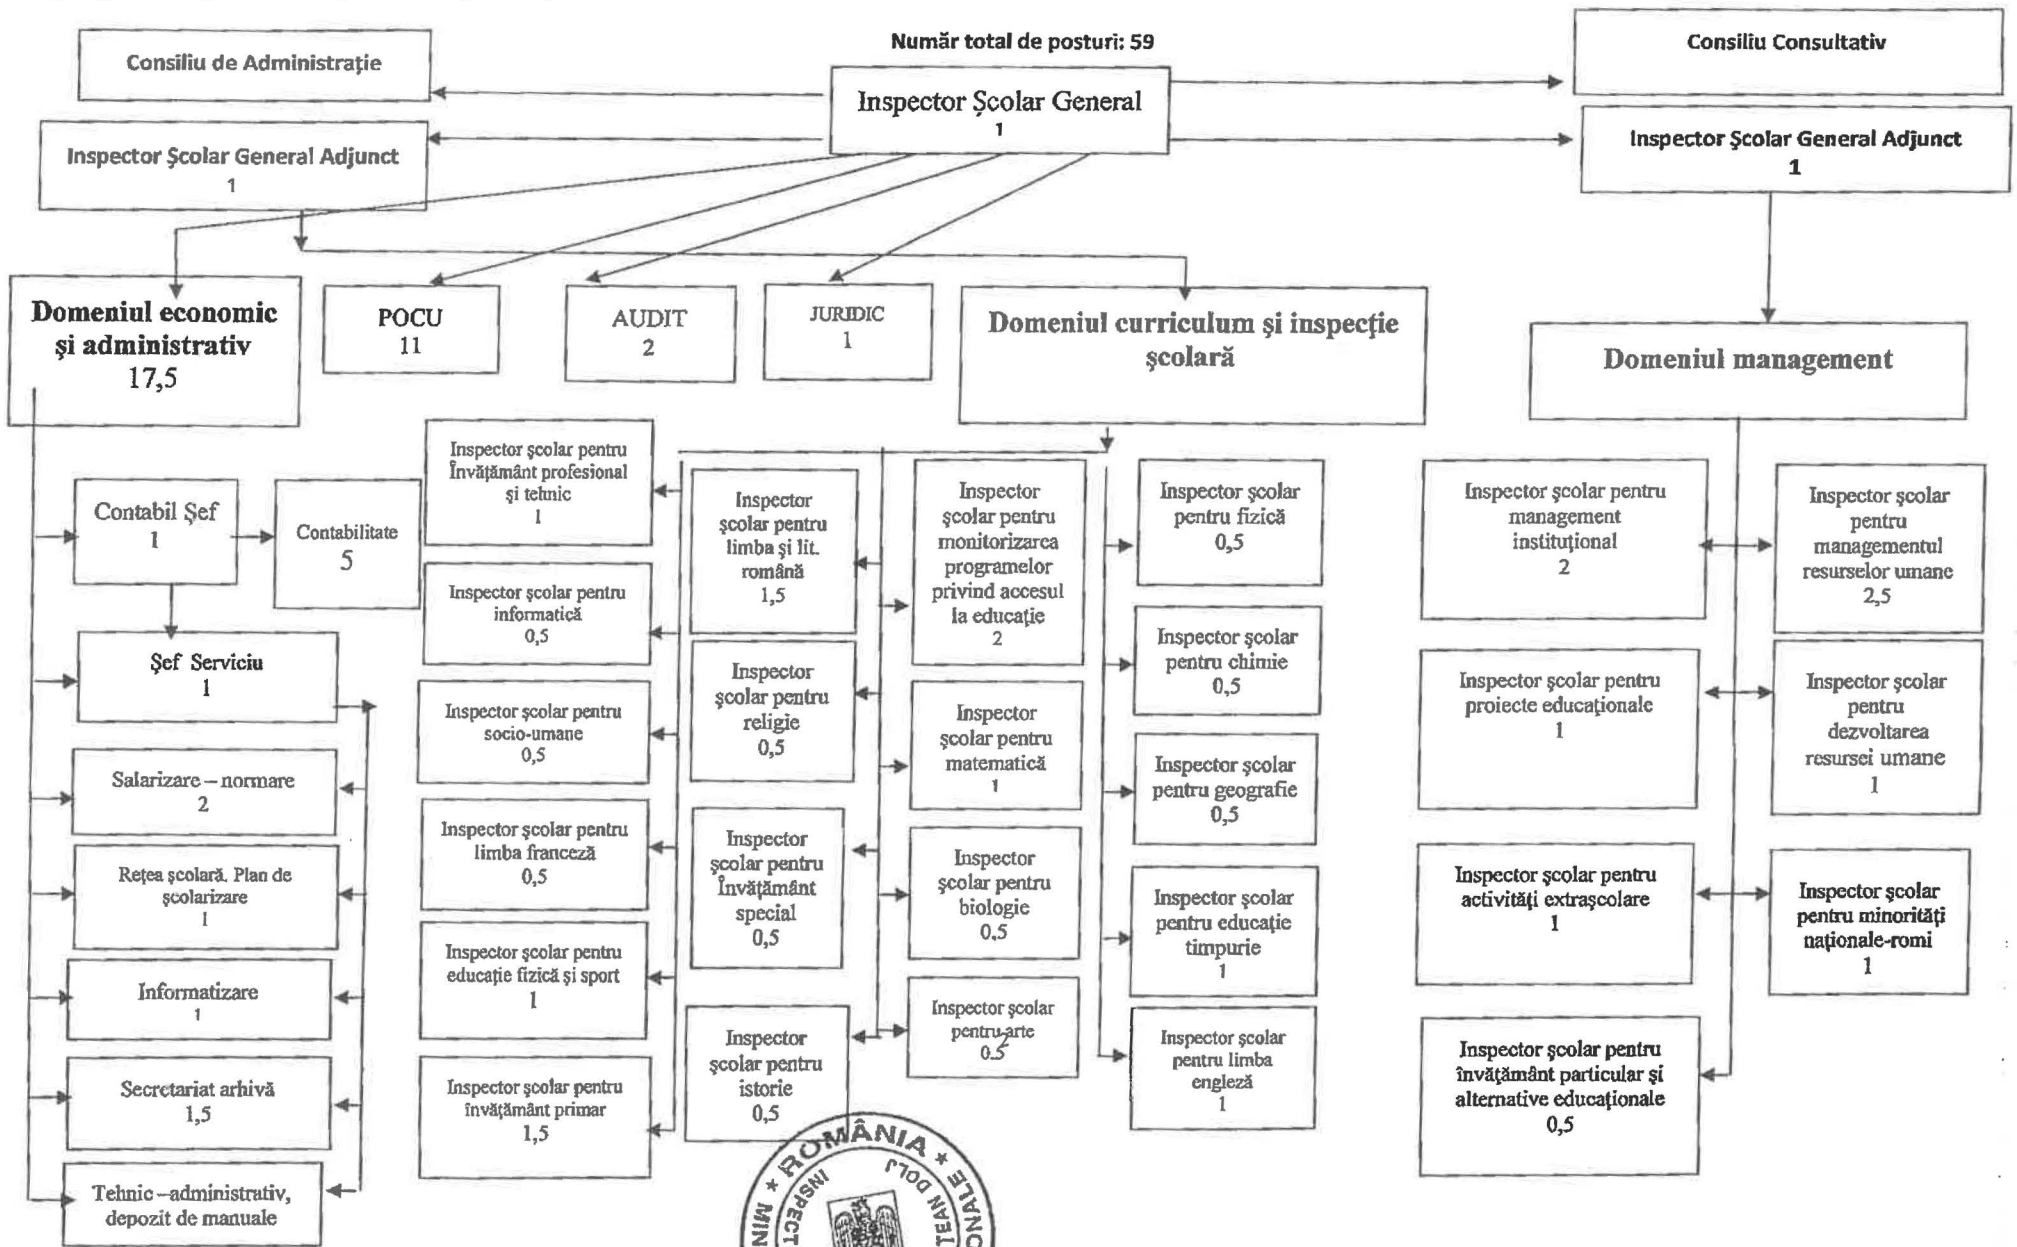 Număr total de posturi: 59
Consiliu de Administrație
Inspector Școlar General
1
Consiliu Consultativ
Inspector Școlar General Adjunct
1
Inspector Școlar General Adjunct
1
Domeniul economic
și administrativ
17,5
POCU
11
AUDIT
2
JURIDIC
1
Domeniul curriculum și inspecție
școlară
Domeniul management
Contabil Șef
1
Contabilitate
5
Șef Serviciu
1
Salarizare – normare
2
Rețea școlară. Plan de
școlarizare
1
Informatizare
1
Secretariat arhivă
1,5
Tehnic –administrativ,
depozit de manuale
Inspector școlar pentru
Învățământ profesional
și tehnic
1
Inspector școlar pentru
informatică
0,5
Inspector școlar pentru
socio-umane
0,5
Inspector școlar pentru
limba franceză
0,5
Inspector școlar pentru
educație fizică și sport
1
Inspector școlar pentru
învățământ primar
1,5
Inspector
școlar pentru
limba și lit.
română
1,5
Inspector
școlar pentru
religie
0,5
Inspector
școlar pentru
Învățământ
special
0,5
Inspector
școlar pentru
istorie
0,5
Inspector
școlar pentru
monitorizarea
programelor
privind accesul
la educație
2
Inspector
școlar pentru
matematică
1
Inspector
școlar pentru
biologie
0,5
Inspector școlar
pentru arte
0.5
Inspector școlar
pentru fizică
0,5
Inspector școlar
pentru chimie
0,5
Inspector școlar
pentru geografie
0,5
Inspector școlar
pentru educație
timpurie
1
Inspector școlar
pentru limba
engleză
1
Inspector școlar pentru
management
instituțional
2
Inspector școlar
pentru
managementul
resurselor umane
2,5
Inspector școlar pentru
proiecte educaționale
1
Inspector școlar
pentru
dezvoltarea
resursei umane
1
Inspector școlar pentru
activități extrașcolare
1
Inspector școlar
pentru minorități
naționale-romi
1
Inspector școlar pentru
învățământ particular și
alternative educaționale
0,5
ROMÂNIA